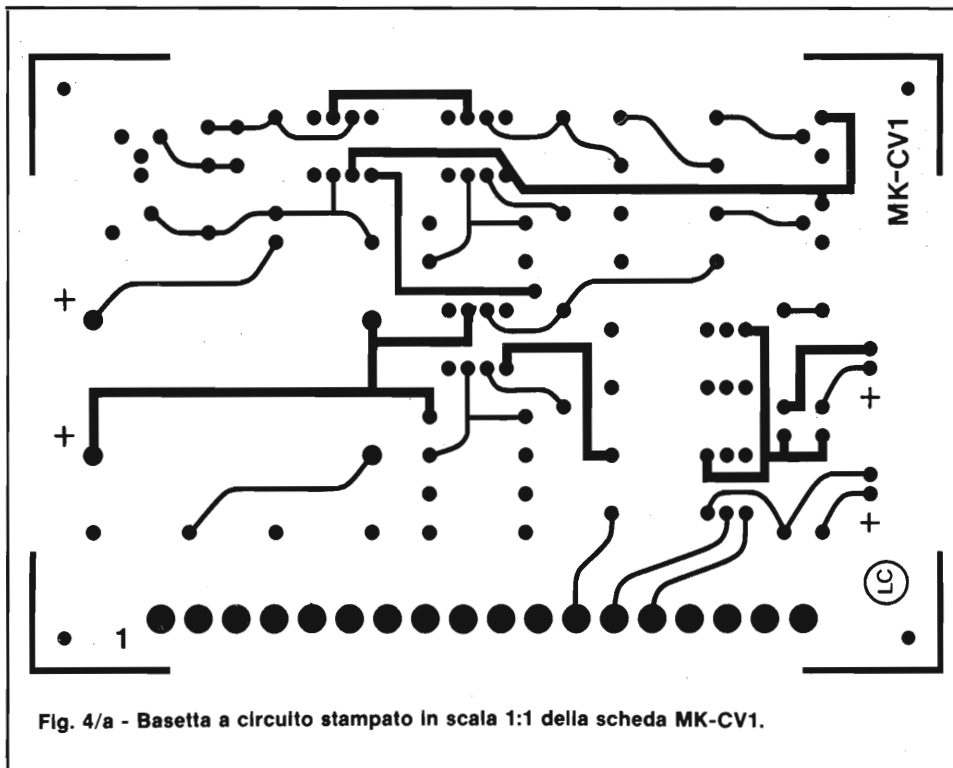 MK-CV1
+
+
+
+
LC
1
Fig. 4/a - Basetta a circuito stampato in scala 1:1 della scheda MK-CV1.